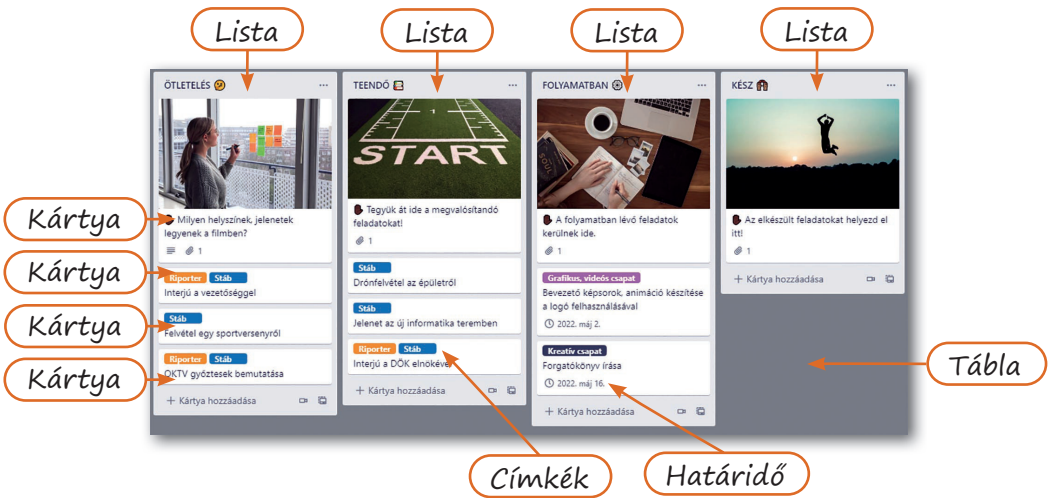 Lista
Lista
Lista
Lista
ÖTLETELÉS
Milyen helyszínek, jelenetek
legyenek a filmben?
1
Riporter Stáb
Interjú a vezetőséggel
Stáb
Felvétel egy sportversenyről
Riporter Stáb
OKTV győztesek bemutatása
+ Kártya hozzáadása
TEENDŐ
1
START
Tegyük át ide a megvalósítandó
feladatokat!
1
Stáb
Drónfelvétel az épületről
Stáb
Jelenet az új informatika teremben
Riporter Stáb
Interjú a DÖK elnökével
+ Kártya hozzáadása
FOLYAMATBAN
SOUL
A folyamatban lévő feladatok
kerülnek ide.
1
Grafikus, videós csapat
Bevezető képsorok, animáció készítése
a logó felhasználásával
2022. máj 2.
Kreatív csapat
Forgatókönyv írása
2022. máj 16.
+ Kártya hozzáadása
KÉSZ
Az elkészült feladatokat helyezd el
itt!
1
+ Kártya hozzáadása
Kártya
Kártya
Kártya
Kártya
Tábla
Címkék
Határidő